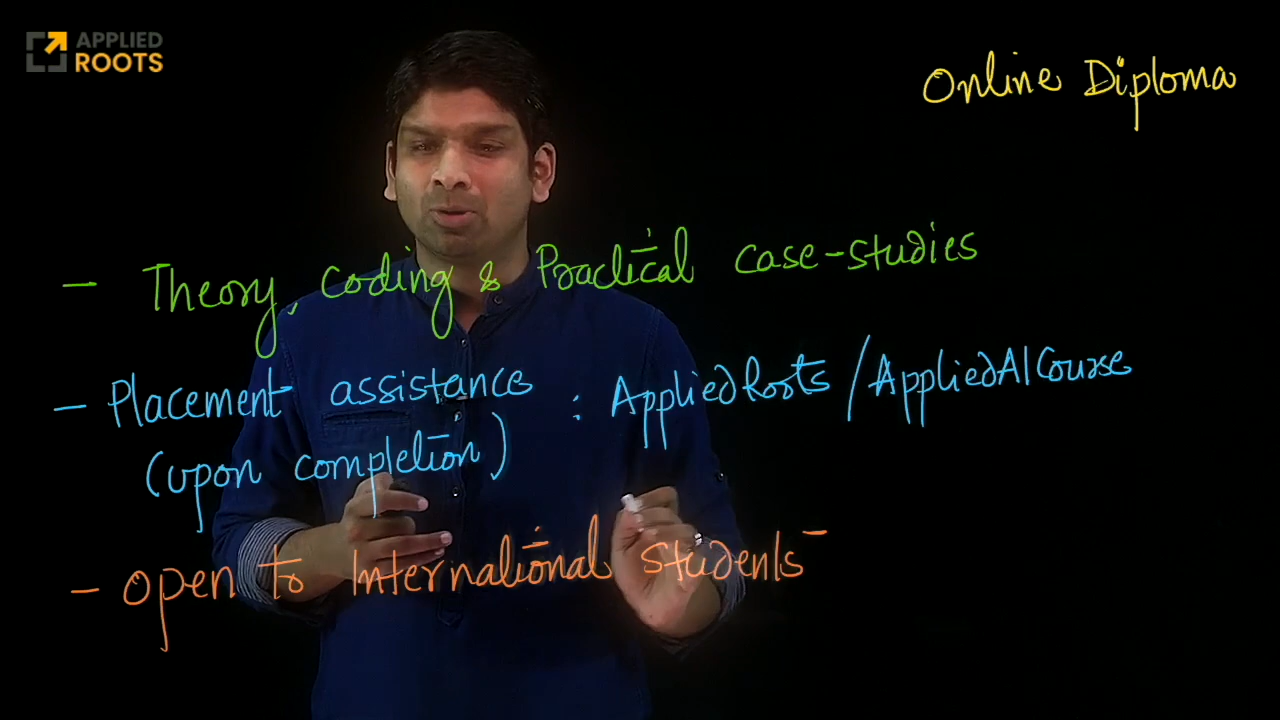 APPLIED
ROOTS
Online Diploma
- Theory, Coding & Practical case-studies
- Placement assistance : AppliedRoots / AppliedAICourse
(upon completion)
- Open to International students